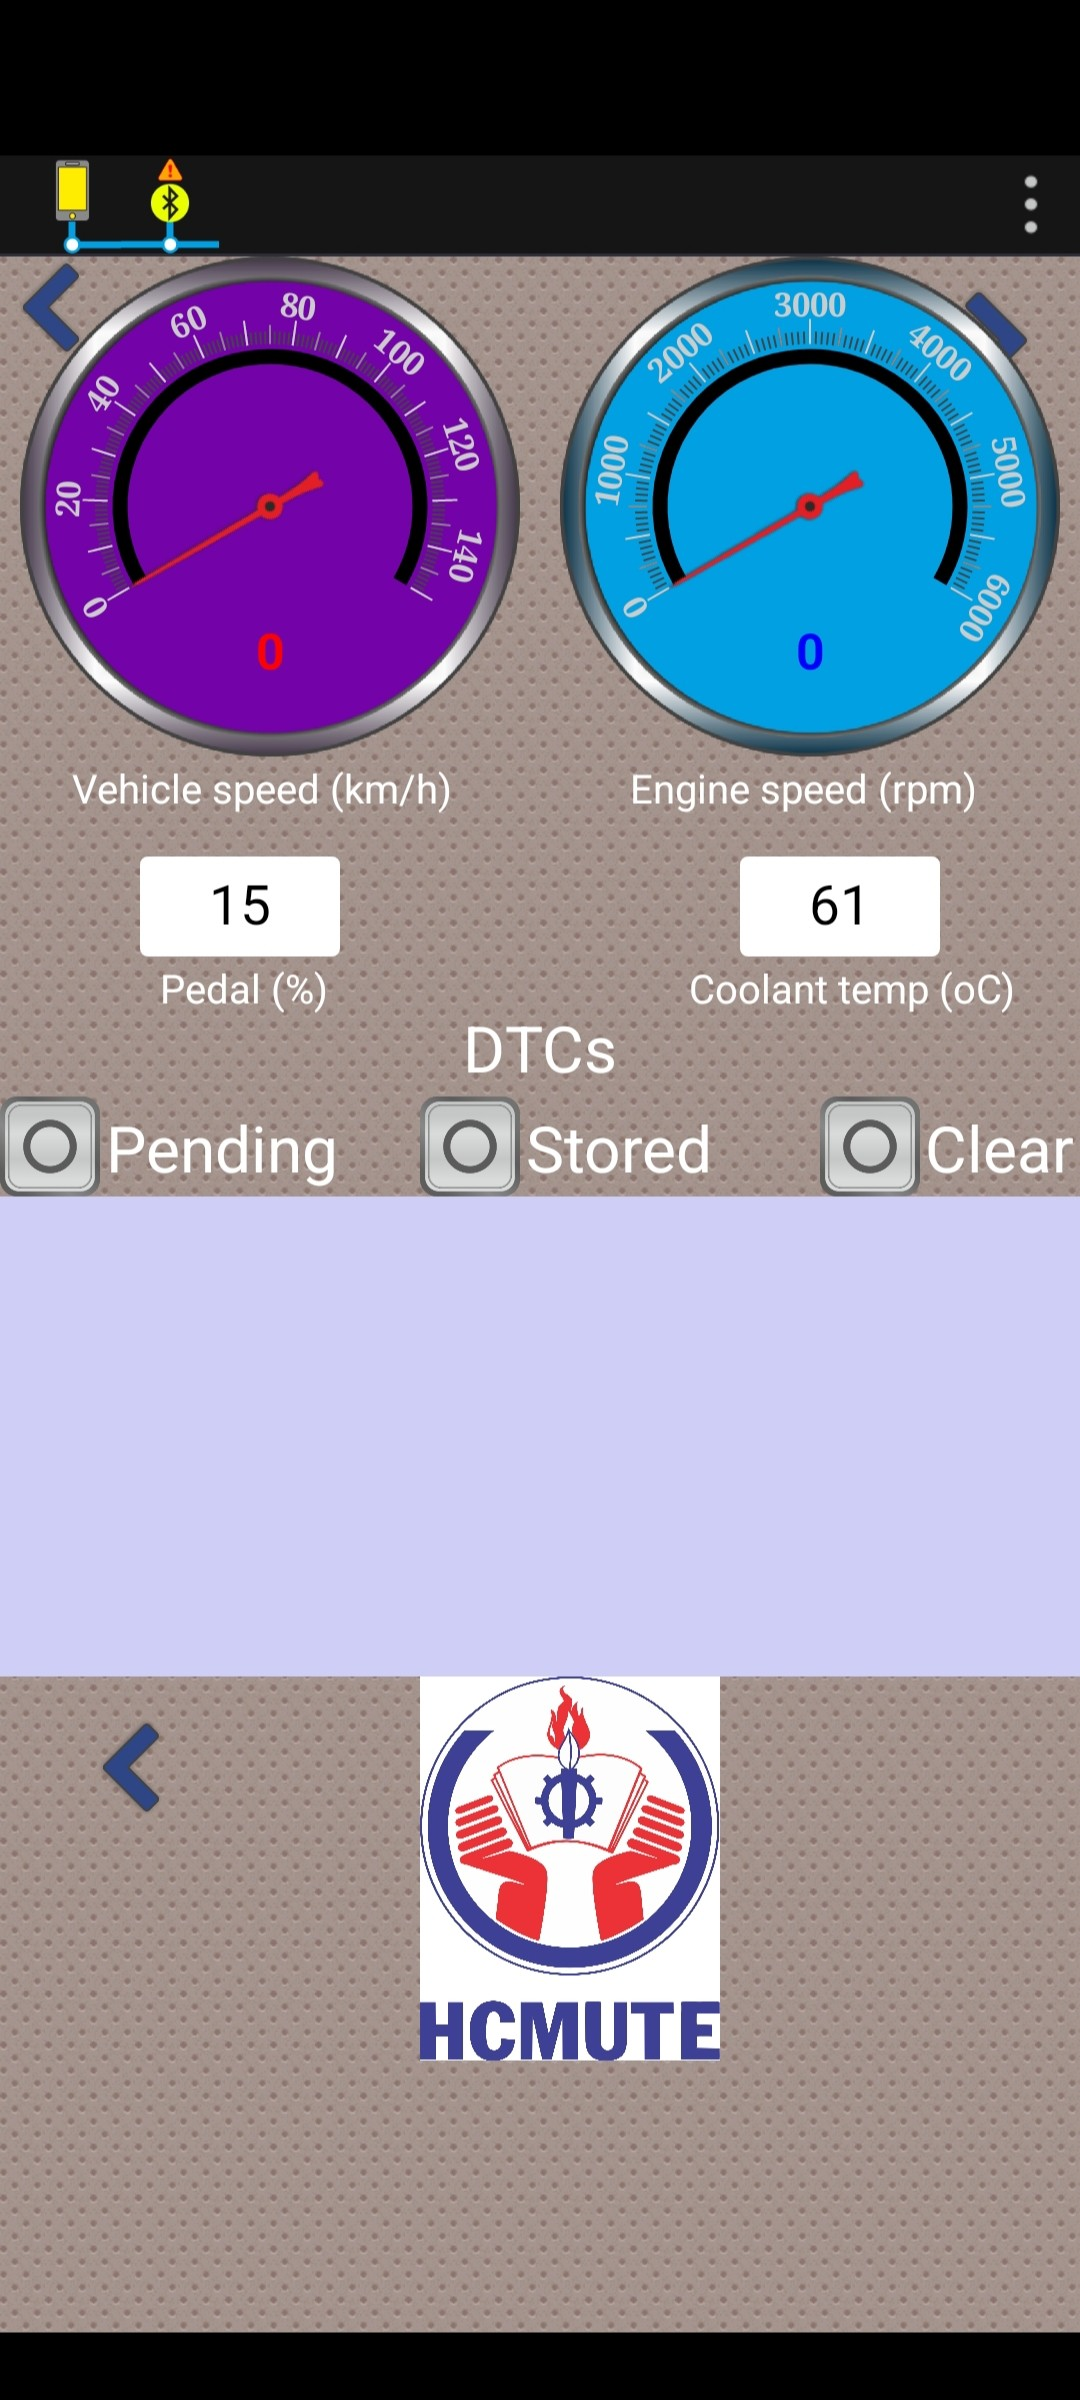 0 20 40 60 80 100 120 140
0
0 1000 2000 3000 4000 5000 6000
0
Vehicle speed (km/h)
Engine speed (rpm)
15
61
Pedal (%)
Coolant temp (oC)
DTCs
Pending
Stored
Clear
HCMUTE